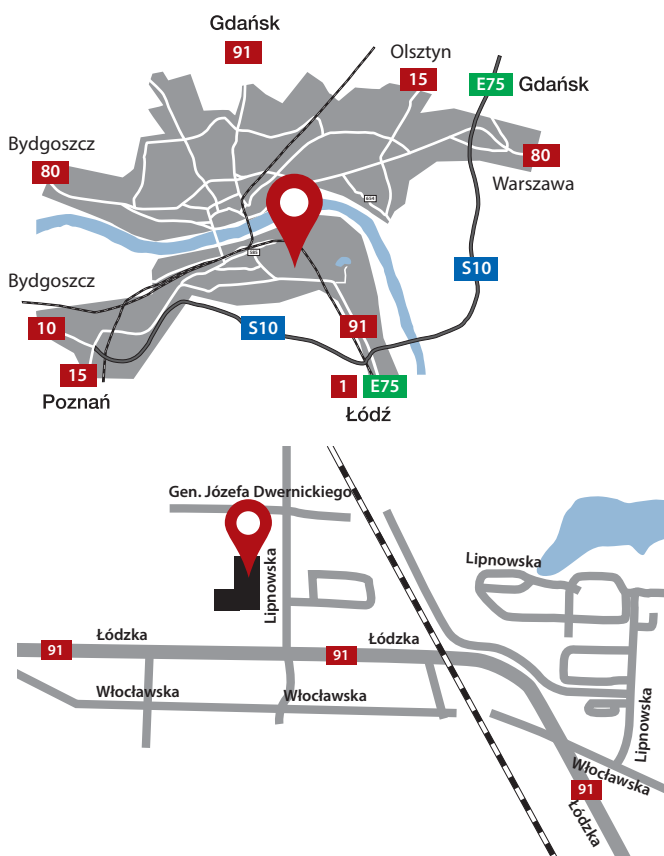 Gdańsk
91
Olsztyn
15
E75
Gdańsk
Bydgoszcz
80
80
Warszawa
Bydgoszcz
S10
10
S10
91
15
Poznań
1
E75
Łódź
Gen. Józefa Dwernickiego
Lipnowska
Lipnowska
Łódzka
Łódzka
91
91
Włocławska
Włocławska
Lipnowska
Włocławska
91
Łódzka